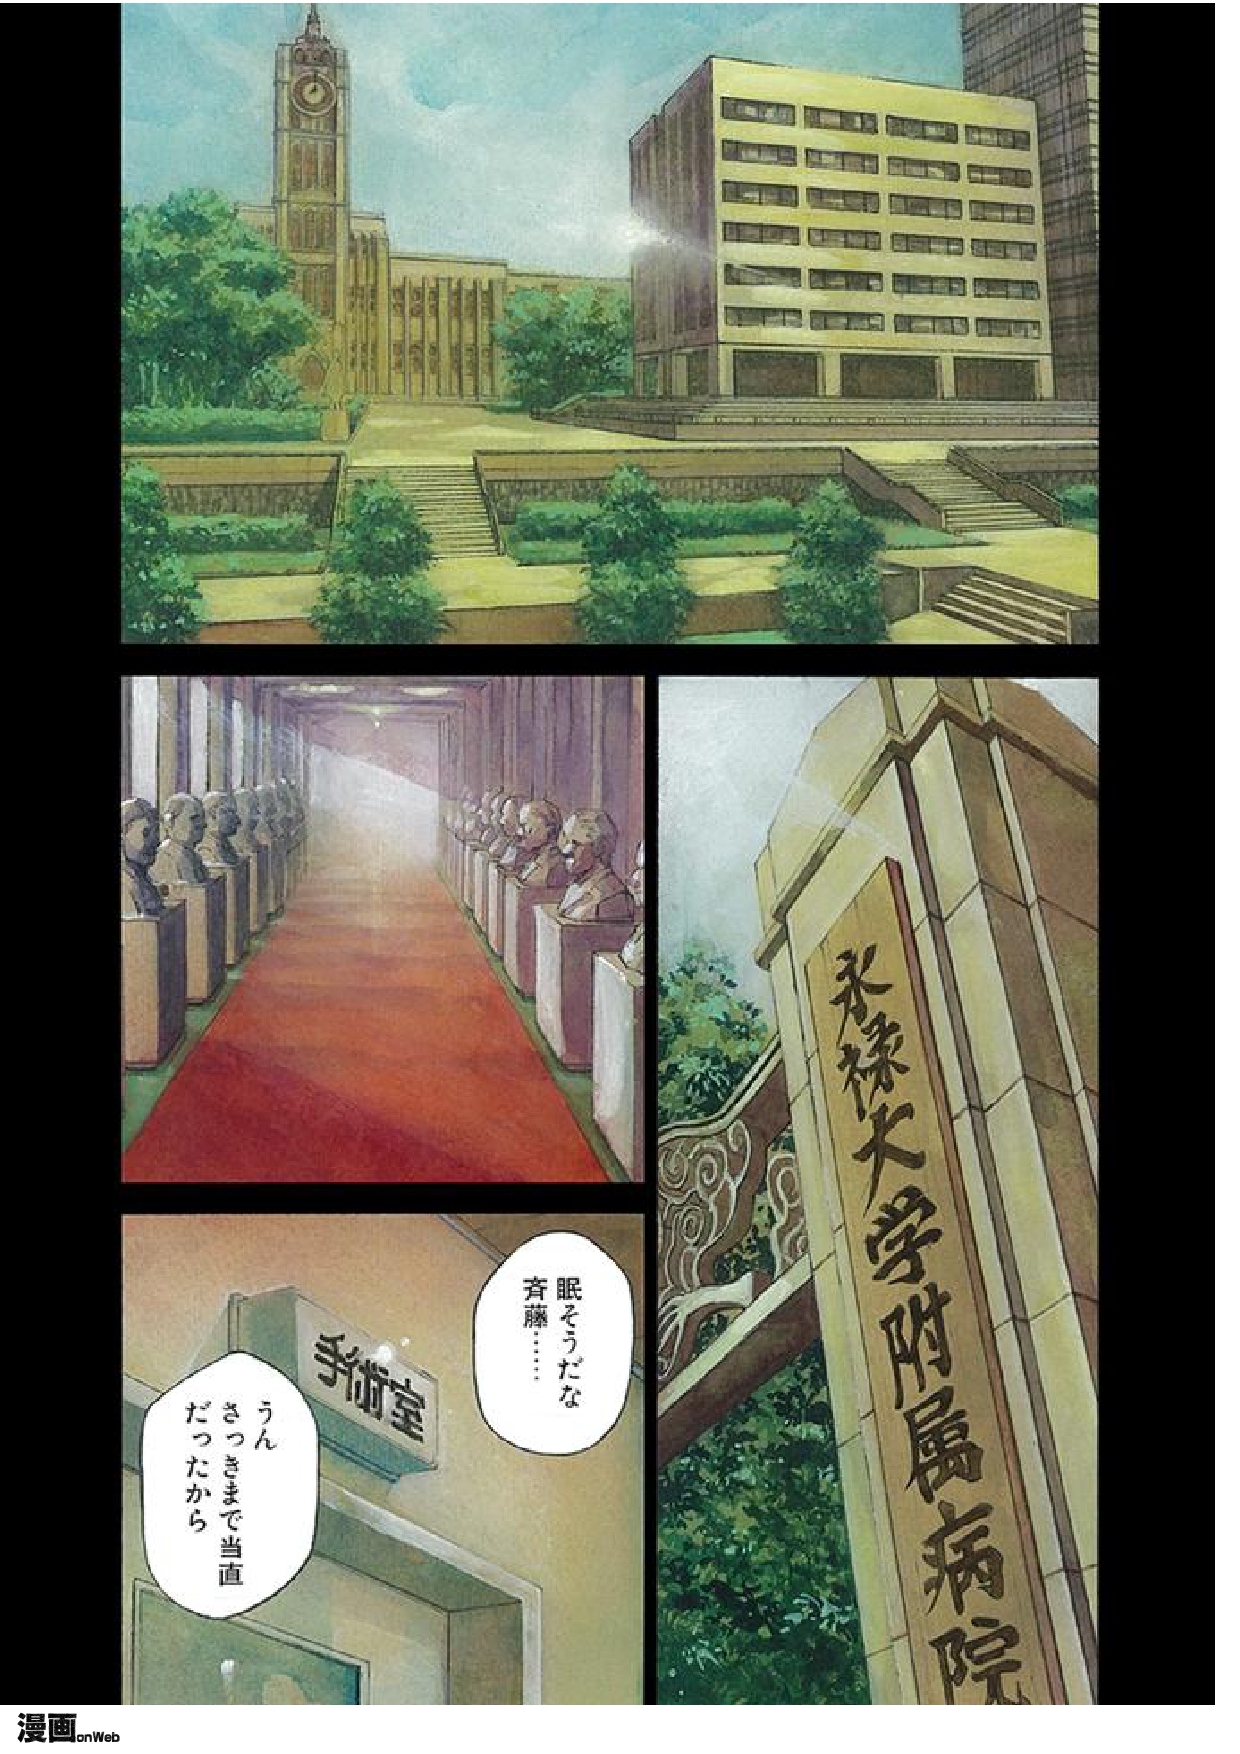 永禄大学附属病院
手術室
眠そうだな
斉藤……
うん
さっきまで当直
だったから
漫画onWeb